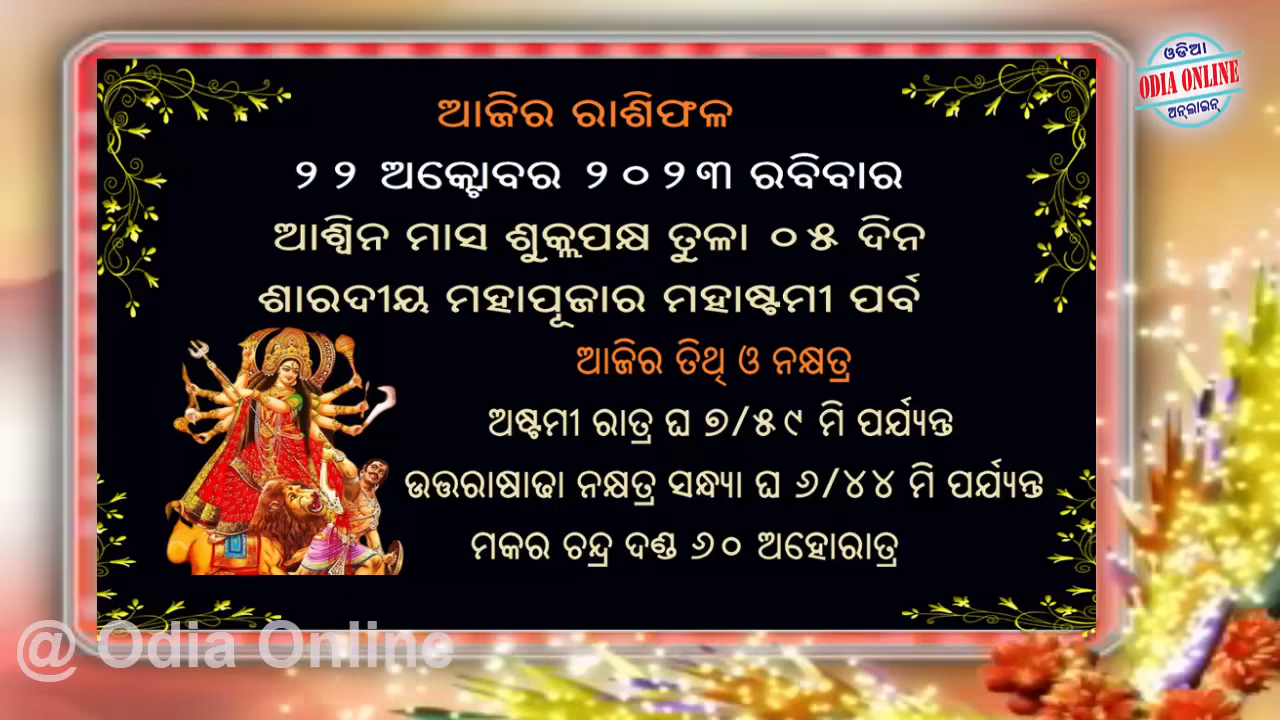 ଓଡିଆ
ODIA ONLINE
ଅନ୍‌ଲାଇନ୍
ଆଜିର ରାଶିଫଳ
୨୨ ଅକ୍ଟୋବର ୨୦୨୩ ରବିବାର
ଆଶ୍ୱିନ ମାସ ଶୁକ୍ଳପକ୍ଷ ତୁଳା ୦୫ ଦିନ
ଶାରଦୀୟ ମହାପୂଜାର ମହାଷ୍ଟମୀ ପର୍ବ
ଆଜିର ତିଥି ଓ ନକ୍ଷତ୍ର
ଅଷ୍ଟମୀ ରାତ୍ର ଘ ୭/୫୯ ମି ପର୍ଯ୍ୟନ୍ତ
ଉତ୍ତରାଷାଢା ନକ୍ଷତ୍ର ସନ୍ଧ୍ୟା ଘ ୬/୪୪ ମି ପର୍ଯ୍ୟନ୍ତ
ମକର ଚନ୍ଦ୍ର ଦଣ୍ଡ ୬୦ ଅହୋରାତ୍ର
@ Odia Online